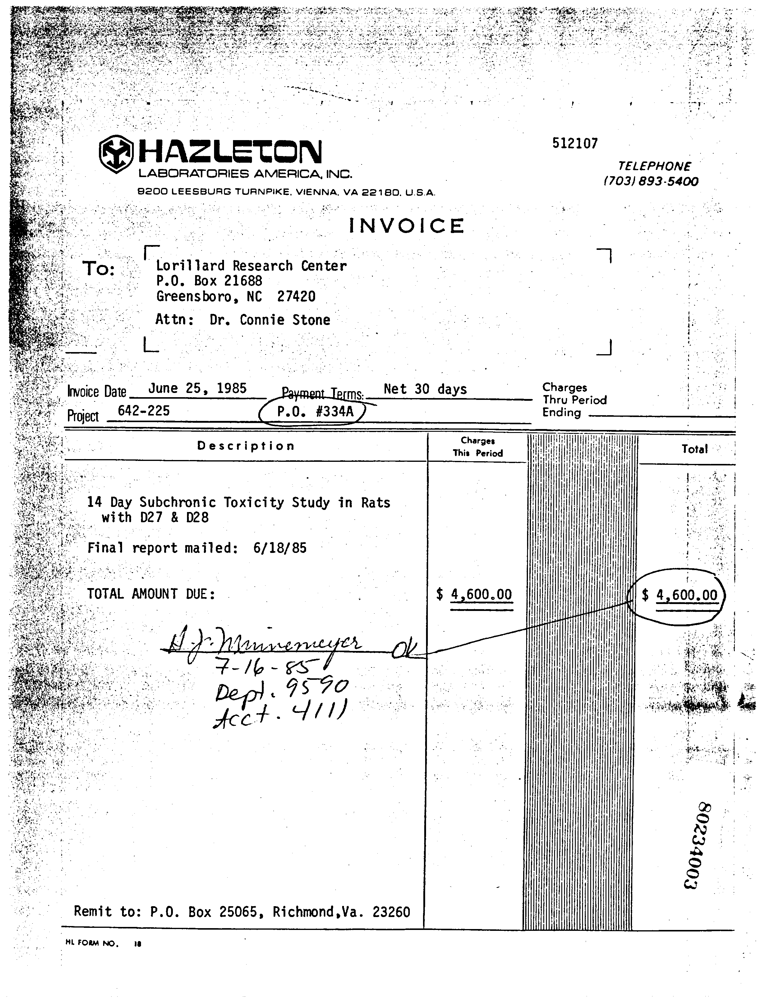 512107
HAZLETON
LABORATORIES AMERICA, INC.
9200 LEESBURG TURNPIKE, VIENNA, VA 22180, U.S.A.
TELEPHONE
(703) 893-5400
INVOICE
To:
Lorillard Research Center
P.O. Box 21688
Greensboro, NC 27420
Attn: Dr. Connie Stone
Invoice Date June 25, 1985 Payment Terms: Net 30 days
Project 642-225 P.O. #334A
Charges
Thru Period
Ending
Description Charges This Period Total
14 Day Subchronic Toxicity Study in Rats
with D27 & D28
Final report mailed: 6/18/85
TOTAL AMOUNT DUE: $ 4,600.00 $ 4,600.00
H.J. Minnemeyer OK
7-16-85
Dept. 9590
Acct. 4111
80234003
Remit to: P.O. Box 25065, Richmond,Va. 23260
HL FORM NO. 18